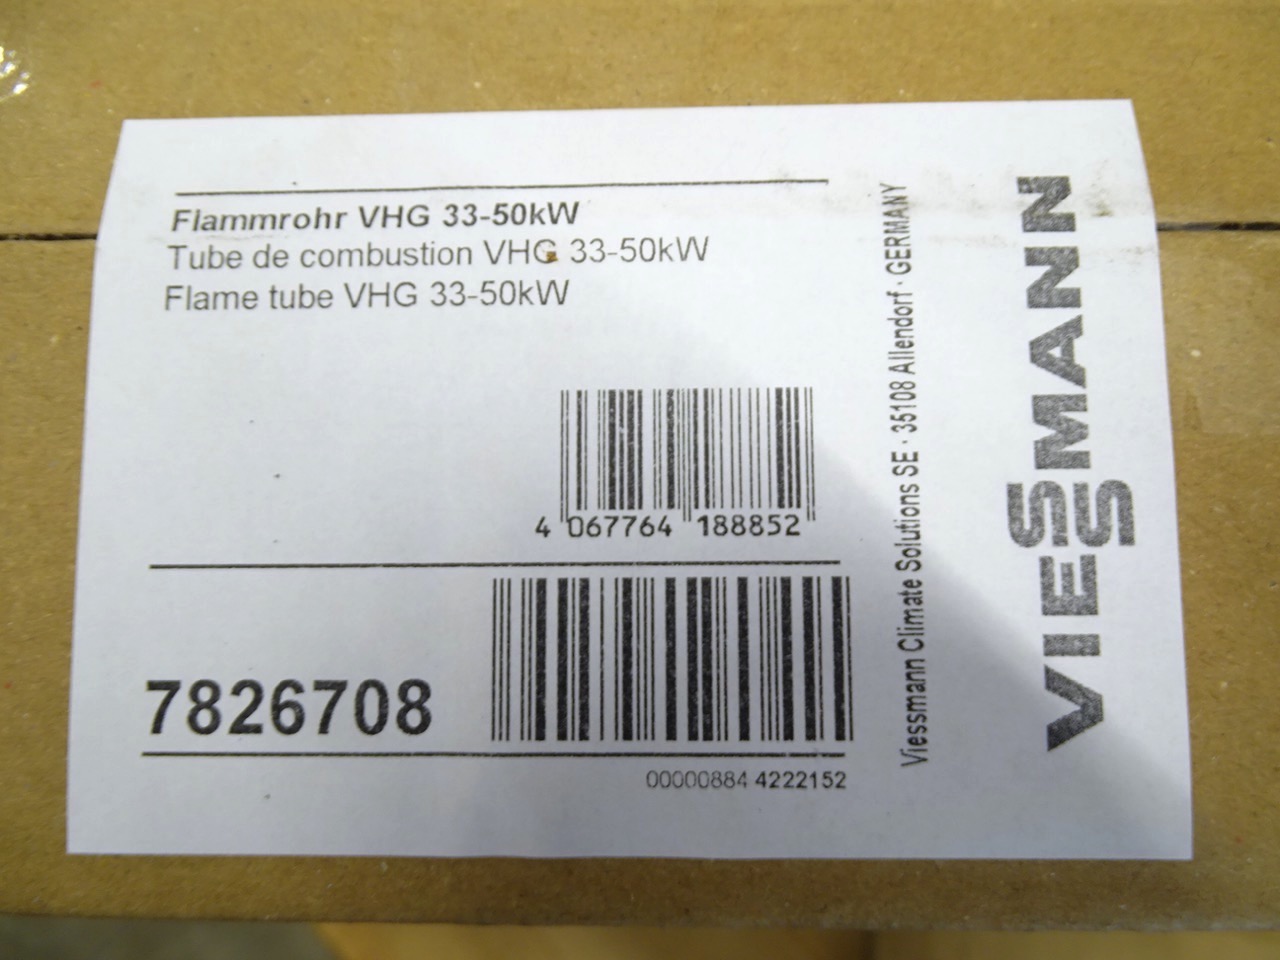 Flammrohr VHG 33-50kW
Tube de combustion VHG 33-50kW
Flame tube VHG 33-50kW
4 067764 188852
7826708
00000884 4222152
Viessmann Climate Solutions SE · 35108 Allendorf · GERMANY
VIESSMANN